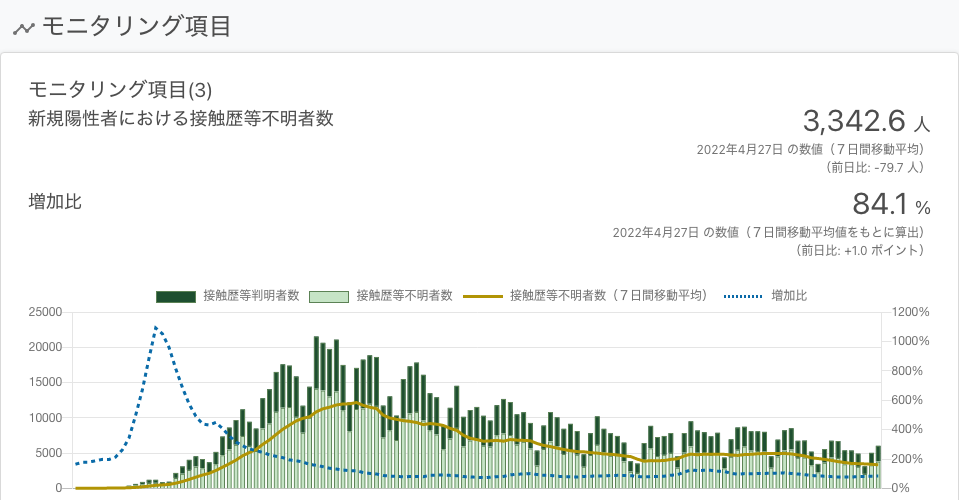 モニタリング項目
モニタリング項目(3)
新規陽性者における接触歴等不明者数
3,342.6 人
2022年4月27日 の数値（７日間移動平均）
（前日比: -79.7 人）
増加比
84.1 %
2022年4月27日 の数値（７日間移動平均値をもとに算出）
（前日比: +1.0 ポイント）
接触歴等判明者数 接触歴等不明者数 接触歴等不明者数（７日間移動平均） 増加比
25000 1200%
20000 1000%
15000 800%
10000 600%
5000 400%
0 200%
0%